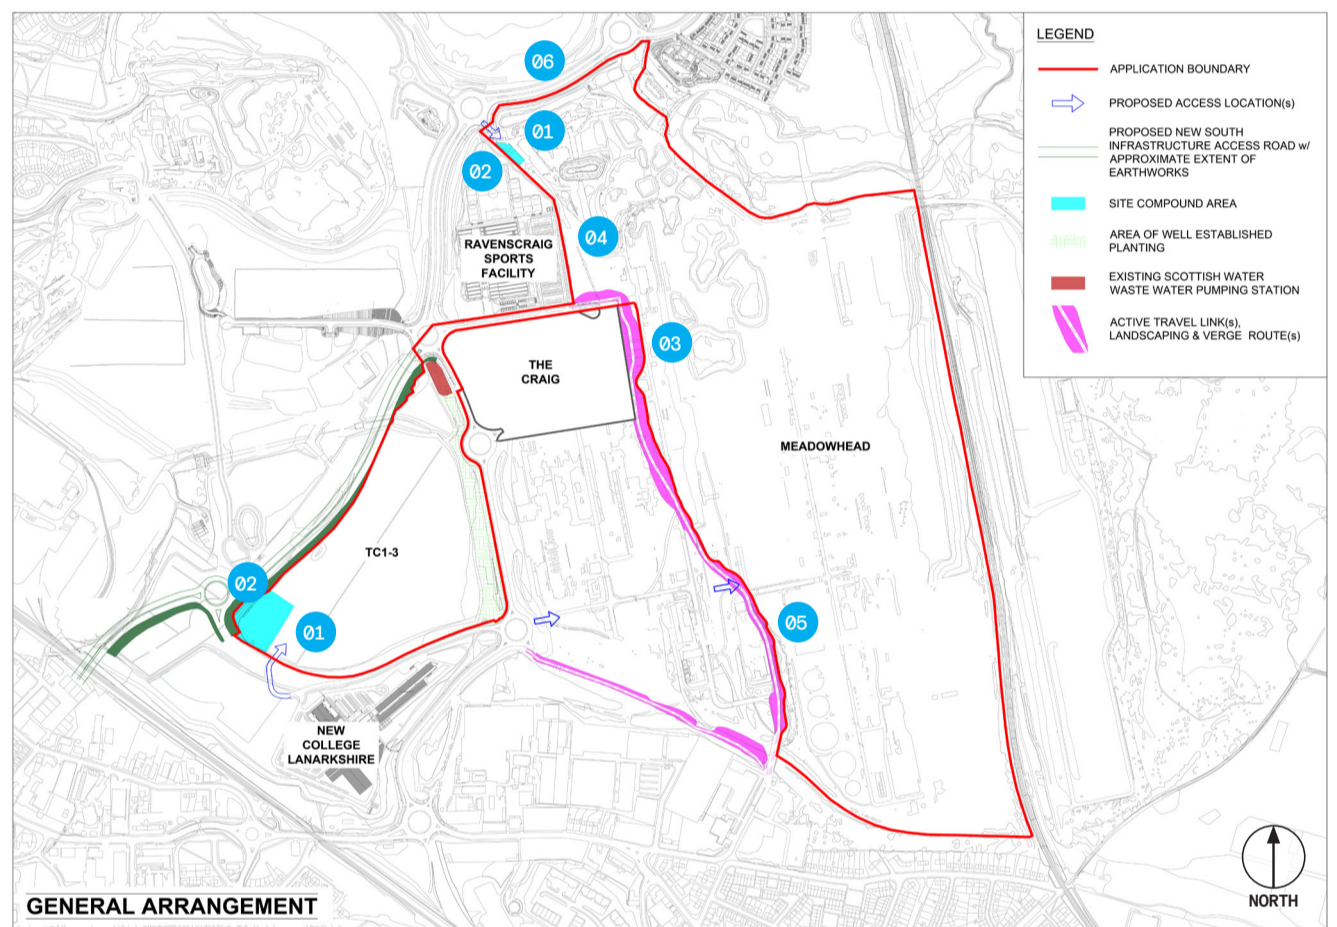 LEGEND
APPLICATION BOUNDARY
PROPOSED ACCESS LOCATION(s)
PROPOSED NEW SOUTH
INFRASTRUCTURE ACCESS ROAD w/
APPROXIMATE EXTENT OF
EARTHWORKS
SITE COMPOUND AREA
AREA OF WELL ESTABLISHED
PLANTING
EXISTING SCOTTISH WATER
WASTE WATER PUMPING STATION
ACTIVE TRAVEL LINK(s),
LANDSCAPING & VERGE ROUTE(s)
06
01
02
04
RAVENSCRAIG
SPORTS
FACILITY
03
THE
CRAIG
MEADOWHEAD
TC1-3
02
01
05
NEW
COLLEGE
LANARKSHIRE
GENERAL ARRANGEMENT
NORTH